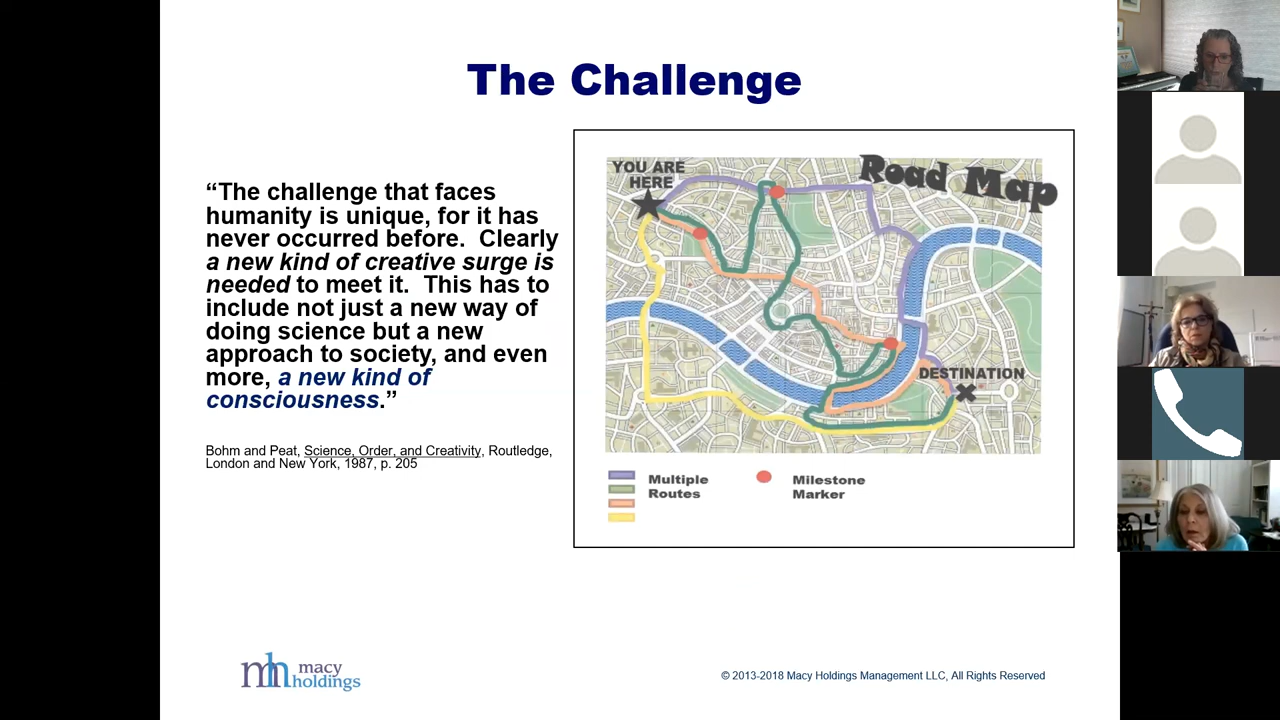 The Challenge
“The challenge that faces
humanity is unique, for it has
never occurred before.  Clearly
a new kind of creative surge is
needed to meet it.  This has to
include not just a new way of
doing science but a new
approach to society, and even
more, a new kind of
consciousness.”
Bohm and Peat, Science, Order, and Creativity, Routledge,
London and New York, 1987, p. 205
Road Map
YOU ARE
HERE
DESTINATION
Multiple
Routes
Milestone
Marker
mh macy
holdings
© 2013-2018 Macy Holdings Management LLC, All Rights Reserved